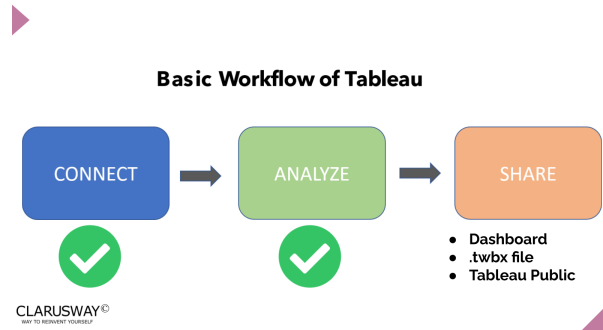 Basic Workflow of Tableau
CONNECT
ANALYZE
SHARE
● Dashboard
● .twbx file
● Tableau Public
CLARUSWAY©
WAY TO REINVENT YOURSELF